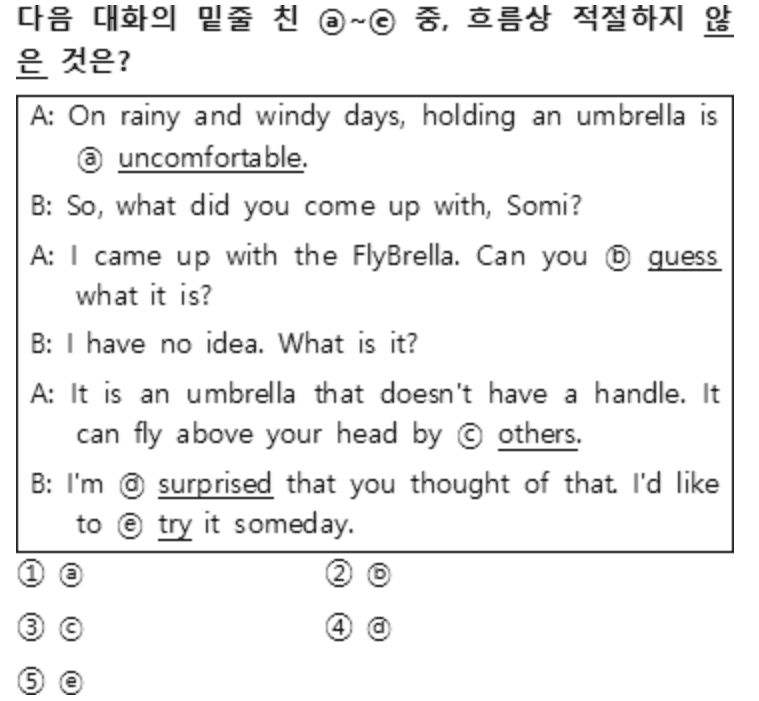 다음 대화의 밑줄 친 ⓐ~ⓔ 중, 흐름상 적절하지 않
은 것은?
A: On rainy and windy days, holding an umbrella is
ⓐ uncomfortable.
B: So, what did you come up with, Somi?
A: I came up with the FlyBrella. Can you ⓑ guess
what it is?
B: I have no idea. What is it?
A: It is an umbrella that doesn't have a handle. It
can fly above your head by ⓒ others.
B: I'm ⓓ surprised that you thought of that. I'd like
to ⓔ try it someday.
① ⓐ ② ⓑ
③ ⓒ ④ ⓓ
⑤ ⓔ